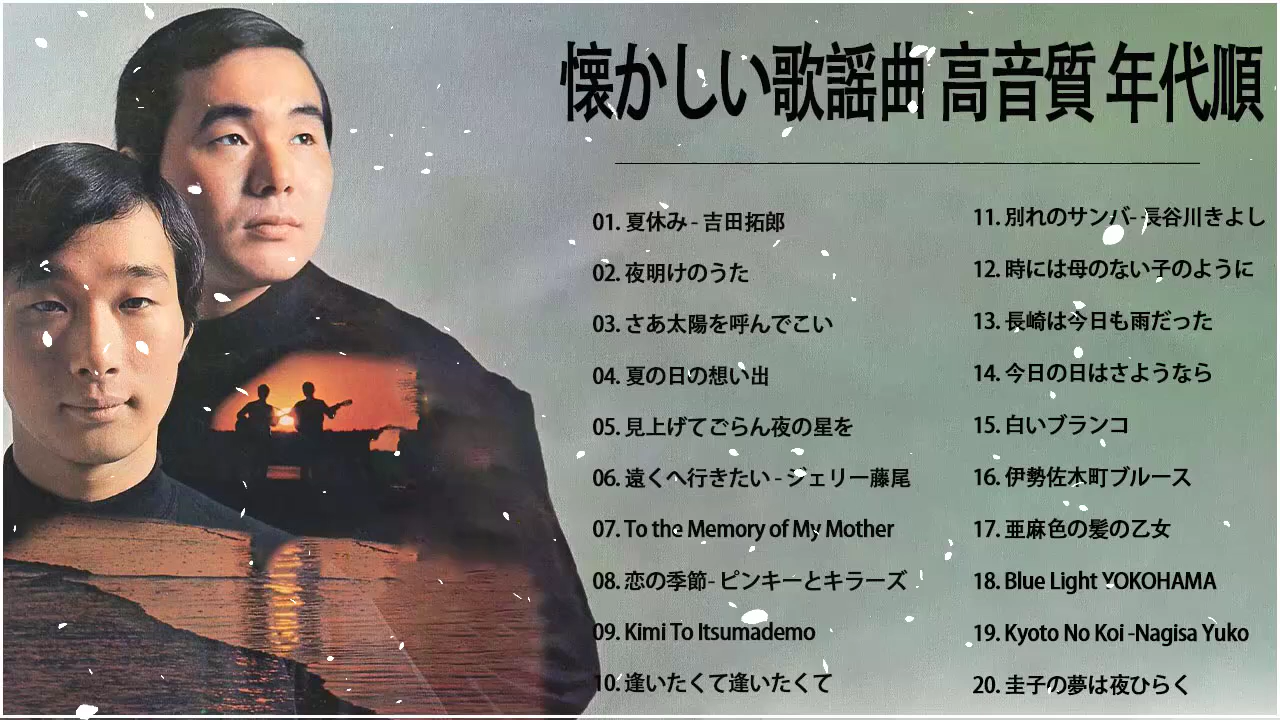 懐かしい歌謡曲 高音質 年代順
01. 夏休み - 吉田拓郎
02. 夜明けのうた
03. さあ太陽を呼んでこい
04. 夏の日の想い出
05. 見上げてごらん夜の星を
06. 遠くへ行きたい - ジェリー藤尾
07. To the Memory of My Mother
08. 恋の季節- ピンキーとキラーズ
09. Kimi To Itsumademo
10. 逢いたくて逢いたくて
11. 別れのサンバ- 長谷川きよし
12. 時には母のない子のように
13. 長崎は今日も雨だった
14. 今日の日はさようなら
15. 白いブランコ
16. 伊勢佐木町ブルース
17. 亜麻色の髪の乙女
18. Blue Light YOKOHAMA
19. Kyoto No Koi -Nagisa Yuko
20. 圭子の夢は夜ひらく